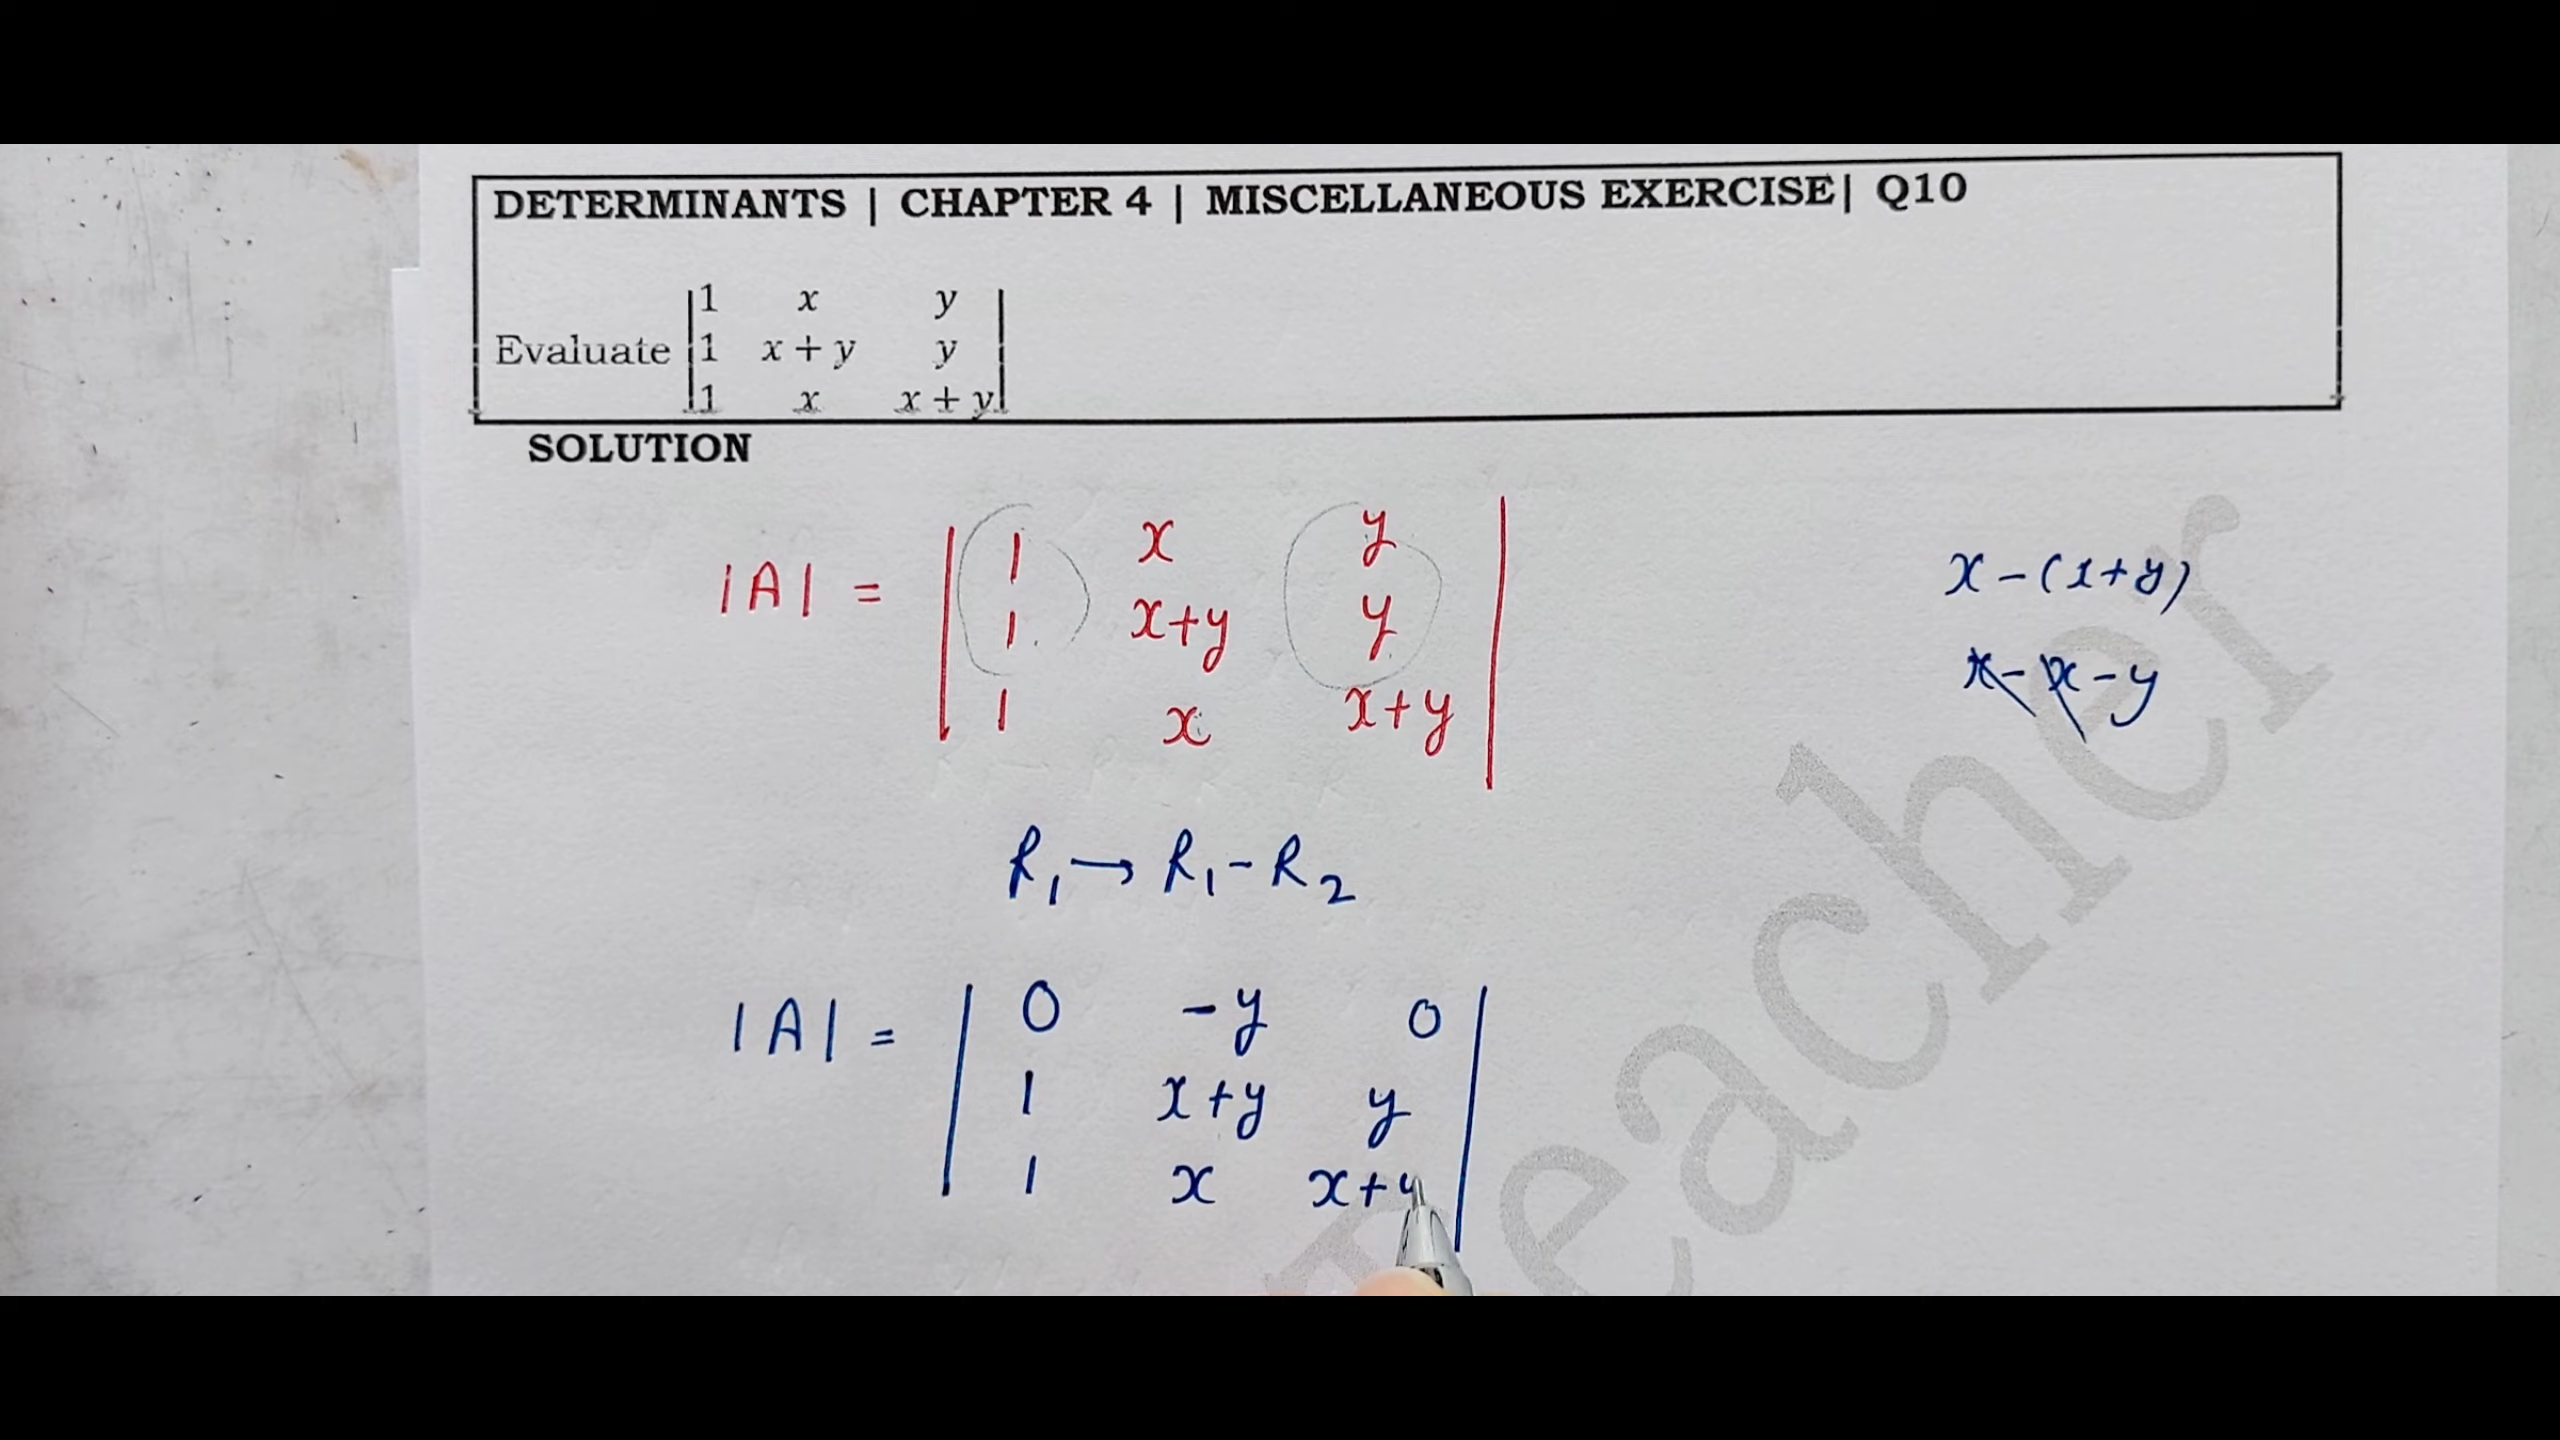 DETERMINANTS | CHAPTER 4 | MISCELLANEOUS EXERCISE| Q10
1 x y
Evaluate 1 x + y y
1 x x + y
SOLUTION
1 x y
|A| = 1 x+y y
1 x x+y
x-(x+y)
x-x-y
R₁→R₁-R₂
0 -y 0
|A| = 1 x+y y
1 x x+y
eacher